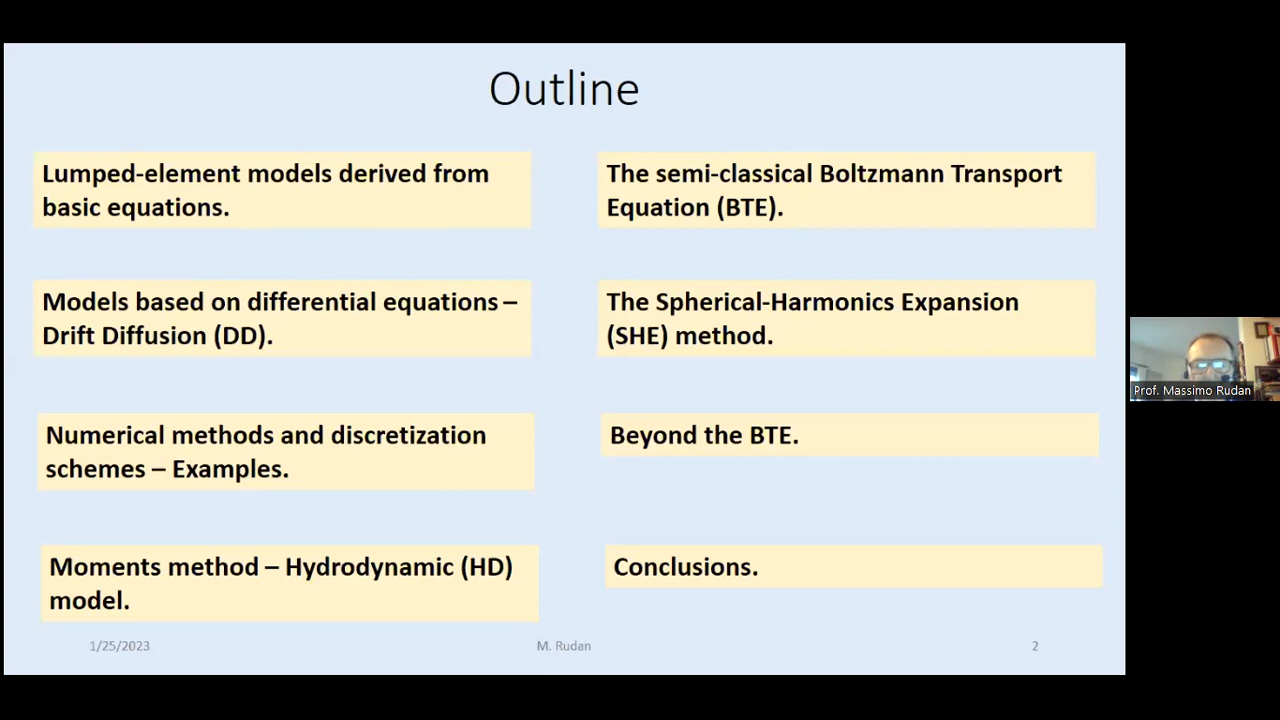 Outline
Lumped-element models derived from
basic equations.
Models based on differential equations –
Drift Diffusion (DD).
Numerical methods and discretization
schemes – Examples.
Moments method – Hydrodynamic (HD)
model.
The semi-classical Boltzmann Transport
Equation (BTE).
The Spherical-Harmonics Expansion
(SHE) method.
Beyond the BTE.
Conclusions.
1/25/2023
M. Rudan
2
Prof. Massimo Rudan